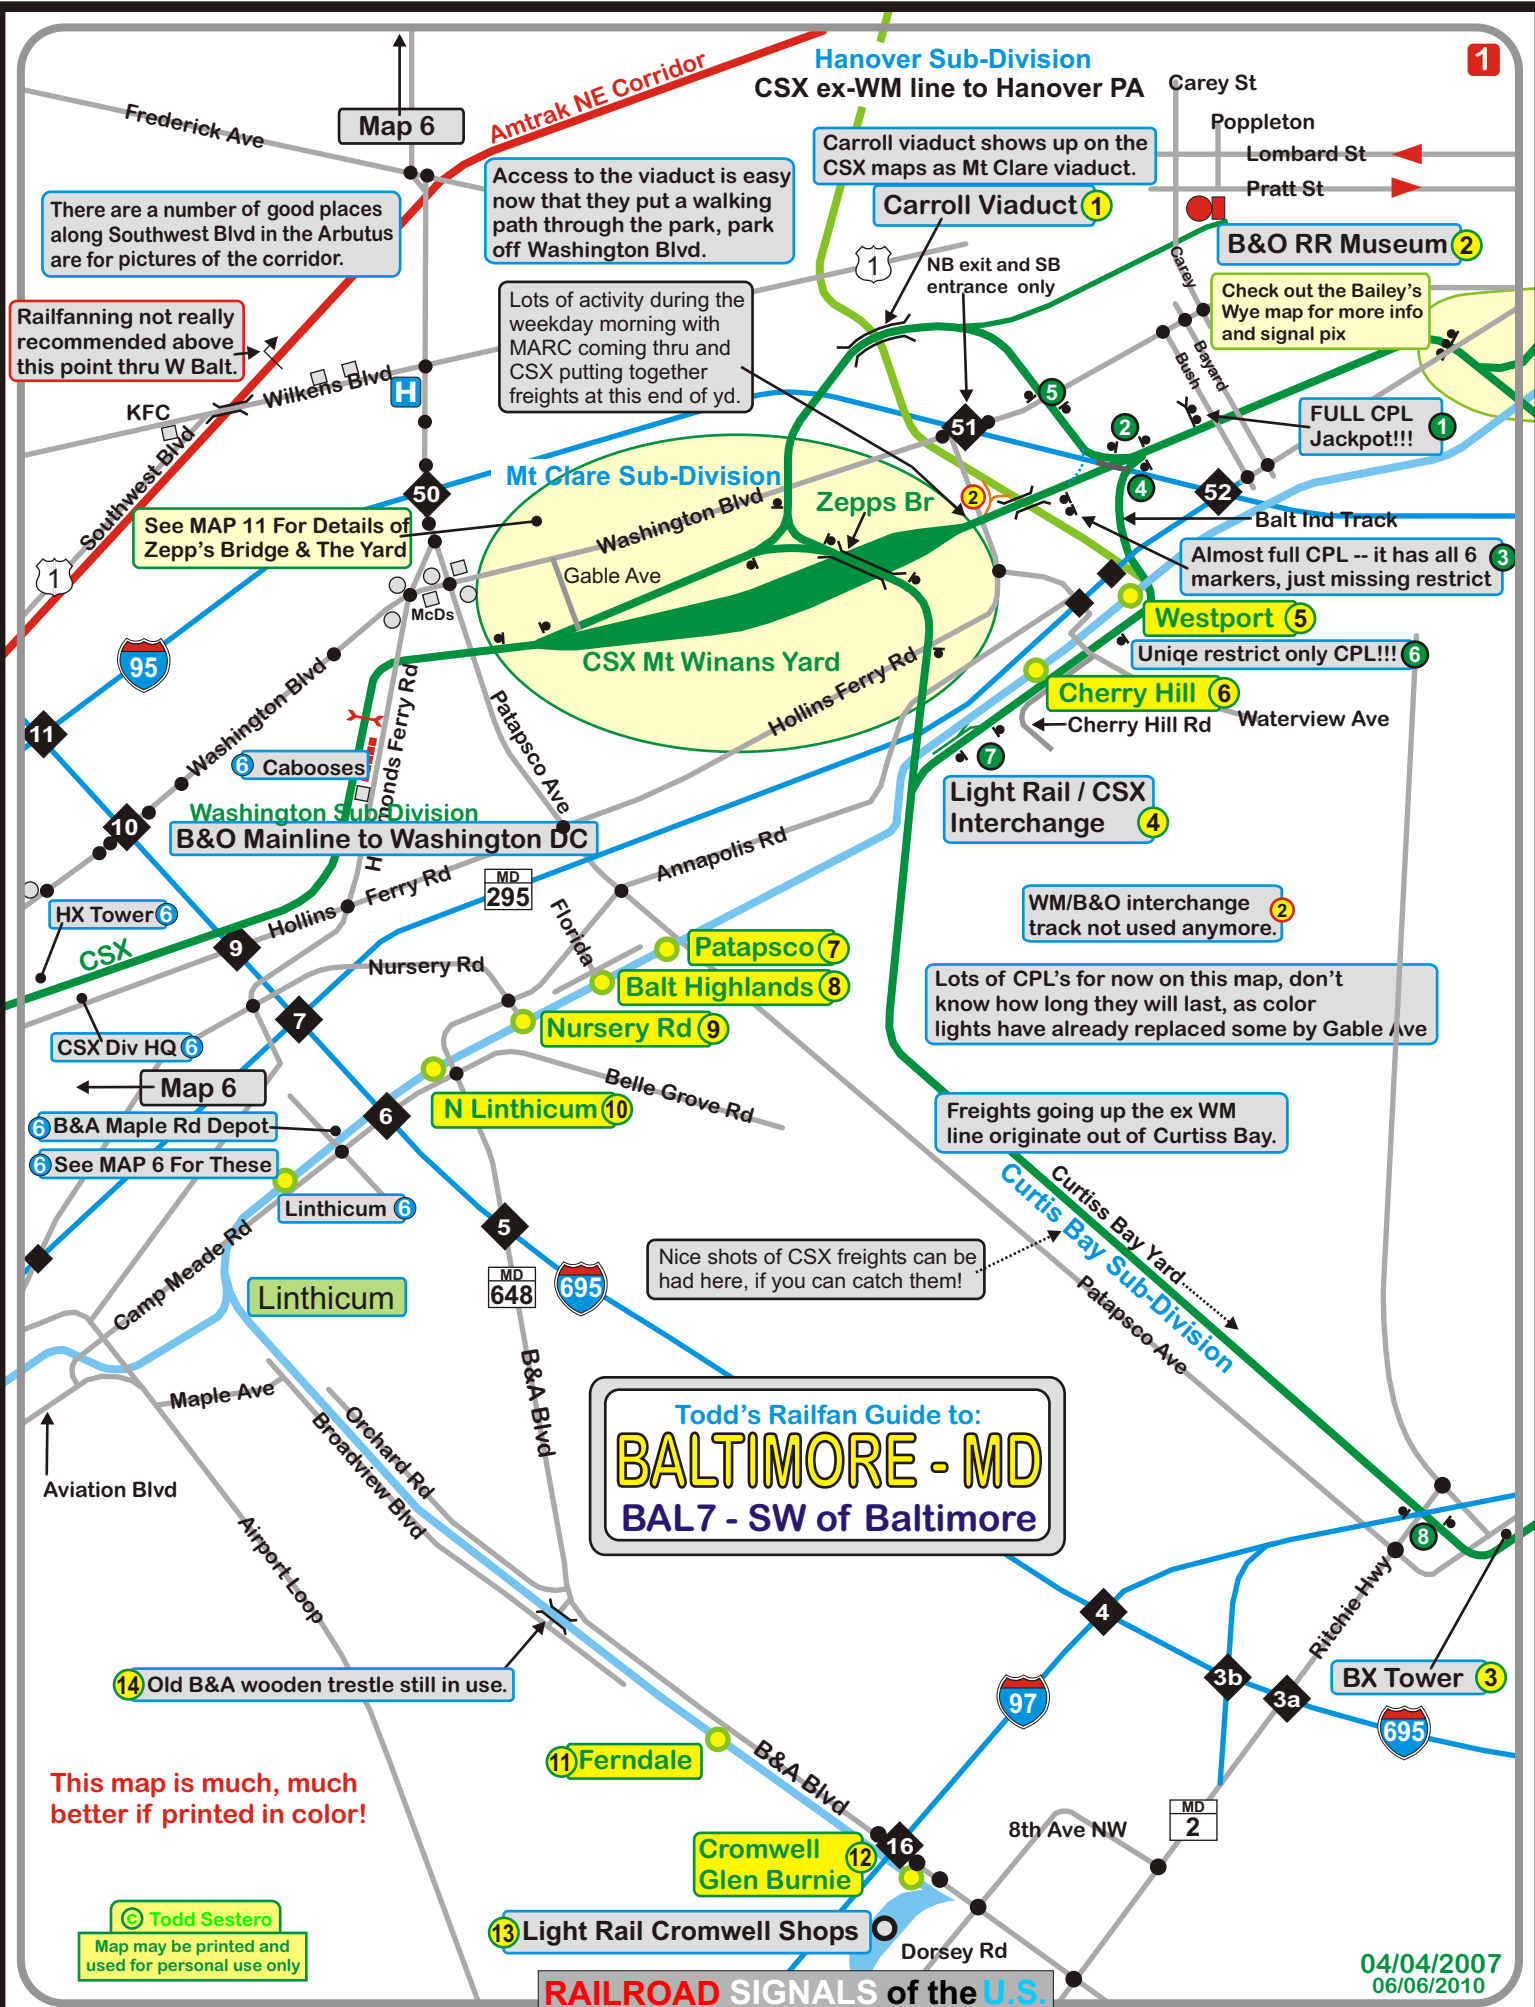 Hanover Sub-Division
CSX ex-WM line to Hanover PA
1
Carey St
Poppleton
Lombard St
Pratt St
Frederick Ave
Map 6
Amtrak NE Corridor
Carroll viaduct shows up on the
CSX maps as Mt Clare viaduct.
Carroll Viaduct 1
Access to the viaduct is easy
now that they put a walking
path through the park, park
off Washington Blvd.
There are a number of good places
along Southwest Blvd in the Arbutus
are for pictures of the corridor.
B&O RR Museum 2
1
NB exit and SB
entrance only
Carey
Check out the Bailey's
Wye map for more info
and signal pix
Lots of activity during the
weekday morning with
MARC coming thru and
CSX putting together
freights at this end of yd.
Railfanning not really
recommended above
this point thru W Balt.
Wilkens Blvd
H
KFC
Southwest Blvd
Bayard
Bush
5
2
51
FULL CPL
Jackpot!!! 1
Mt Clare Sub-Division
50
4
52
2
Zepps Br
Washington Blvd
See MAP 11 For Details of
Zepp's Bridge & The Yard
Balt Ind Track
Almost full CPL -- it has all 6
markers, just missing restrict
3
1
Gable Ave
McDs
Westport 5
CSX Mt Winans Yard
Uniqe restrict only CPL!!! 6
95
Cherry Hill 6
Cherry Hill Rd
Waterview Ave
Hollins Ferry Rd
Patapsco Ave
11
Washington Blvd
6 Cabooses
7
Light Rail / CSX
Interchange 4
Washington Sub-Division
B&O Mainline to Washington DC
10
Annapolis Rd
MD
295
Hollins Ferry Rd
HX Tower 6
WM/B&O interchange
track not used anymore.
2
Florida
CSX
9
Nursery Rd
Patapsco 7
Balt Highlands 8
Lots of CPL's for now on this map, don't
know how long they will last, as color
lights have already replaced some by Gable Ave
7
Nursery Rd 9
CSX Div HQ 6
Map 6
Belle Grove Rd
N Linthicum 10
6
6 B&A Maple Rd Depot
6 See MAP 6 For These
Freights going up the ex WM
line originate out of Curtiss Bay.
Linthicum 6
5
Curtiss Bay Yard
Curtis Bay Sub-Division
Camp Meade Rd
Nice shots of CSX freights can be
had here, if you can catch them!
MD
648
695
Linthicum
Patapsco Ave
B&A Blvd
Maple Ave
Orchard Rd
Broadview Blvd
Todd's Railfan Guide to:
BALTIMORE - MD
BAL7 - SW of Baltimore
Aviation Blvd
Airport Loop
8
Ritchie Hwy
4
14 Old B&A wooden trestle still in use.
3b
3a
BX Tower 3
97
695
11 Ferndale
B&A Blvd
This map is much, much
better if printed in color!
MD
2
8th Ave NW
16
Cromwell
Glen Burnie
12
13 Light Rail Cromwell Shops
Dorsey Rd
© Todd Sestero
Map may be printed and
used for personal use only
04/04/2007
06/06/2010
RAILROAD SIGNALS of the U.S.